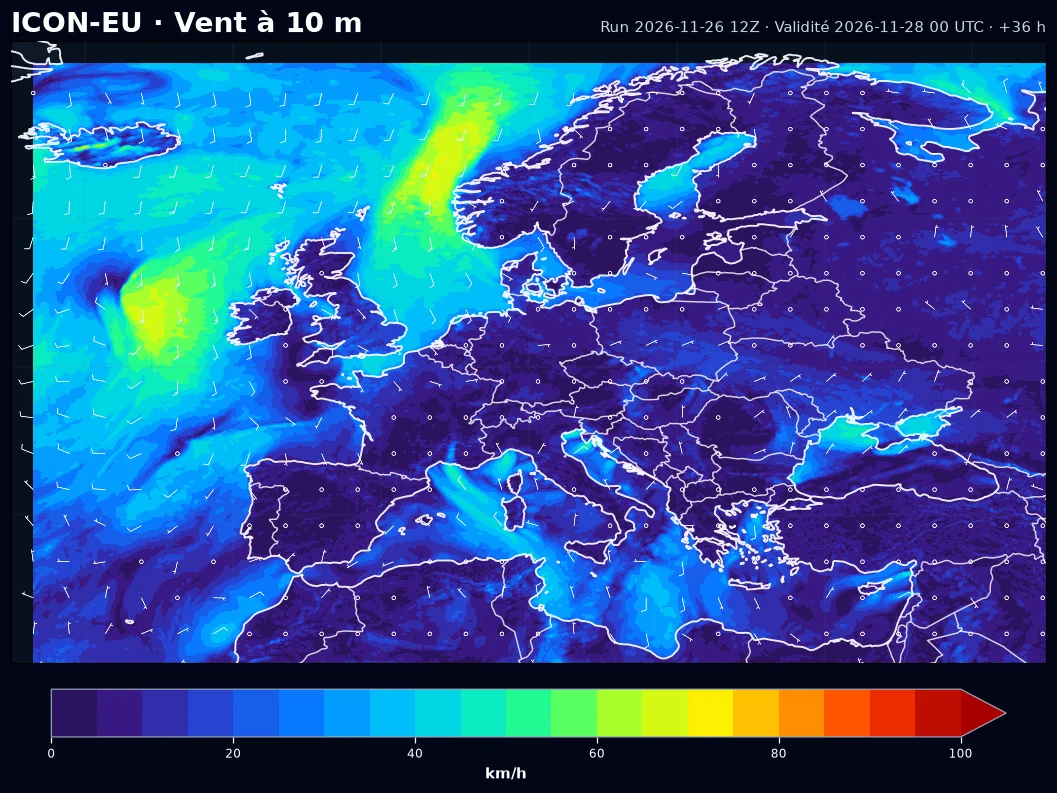 ICON-EU · Vent à 10 m
Run 2026-11-26 12Z · Validité 2026-11-28 00 UTC · +36 h
0 20 40 60 80 100
km/h